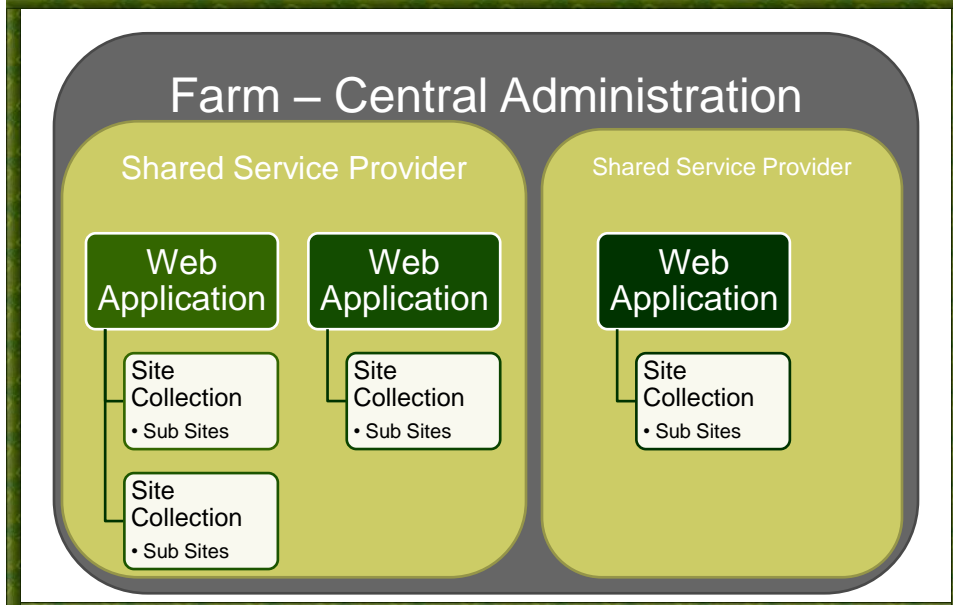 Farm – Central Administration
Shared Service Provider
Web
Application
Site
Collection
• Sub Sites
Site
Collection
• Sub Sites
Web
Application
Site
Collection
• Sub Sites
Shared Service Provider
Web
Application
Site
Collection
• Sub Sites